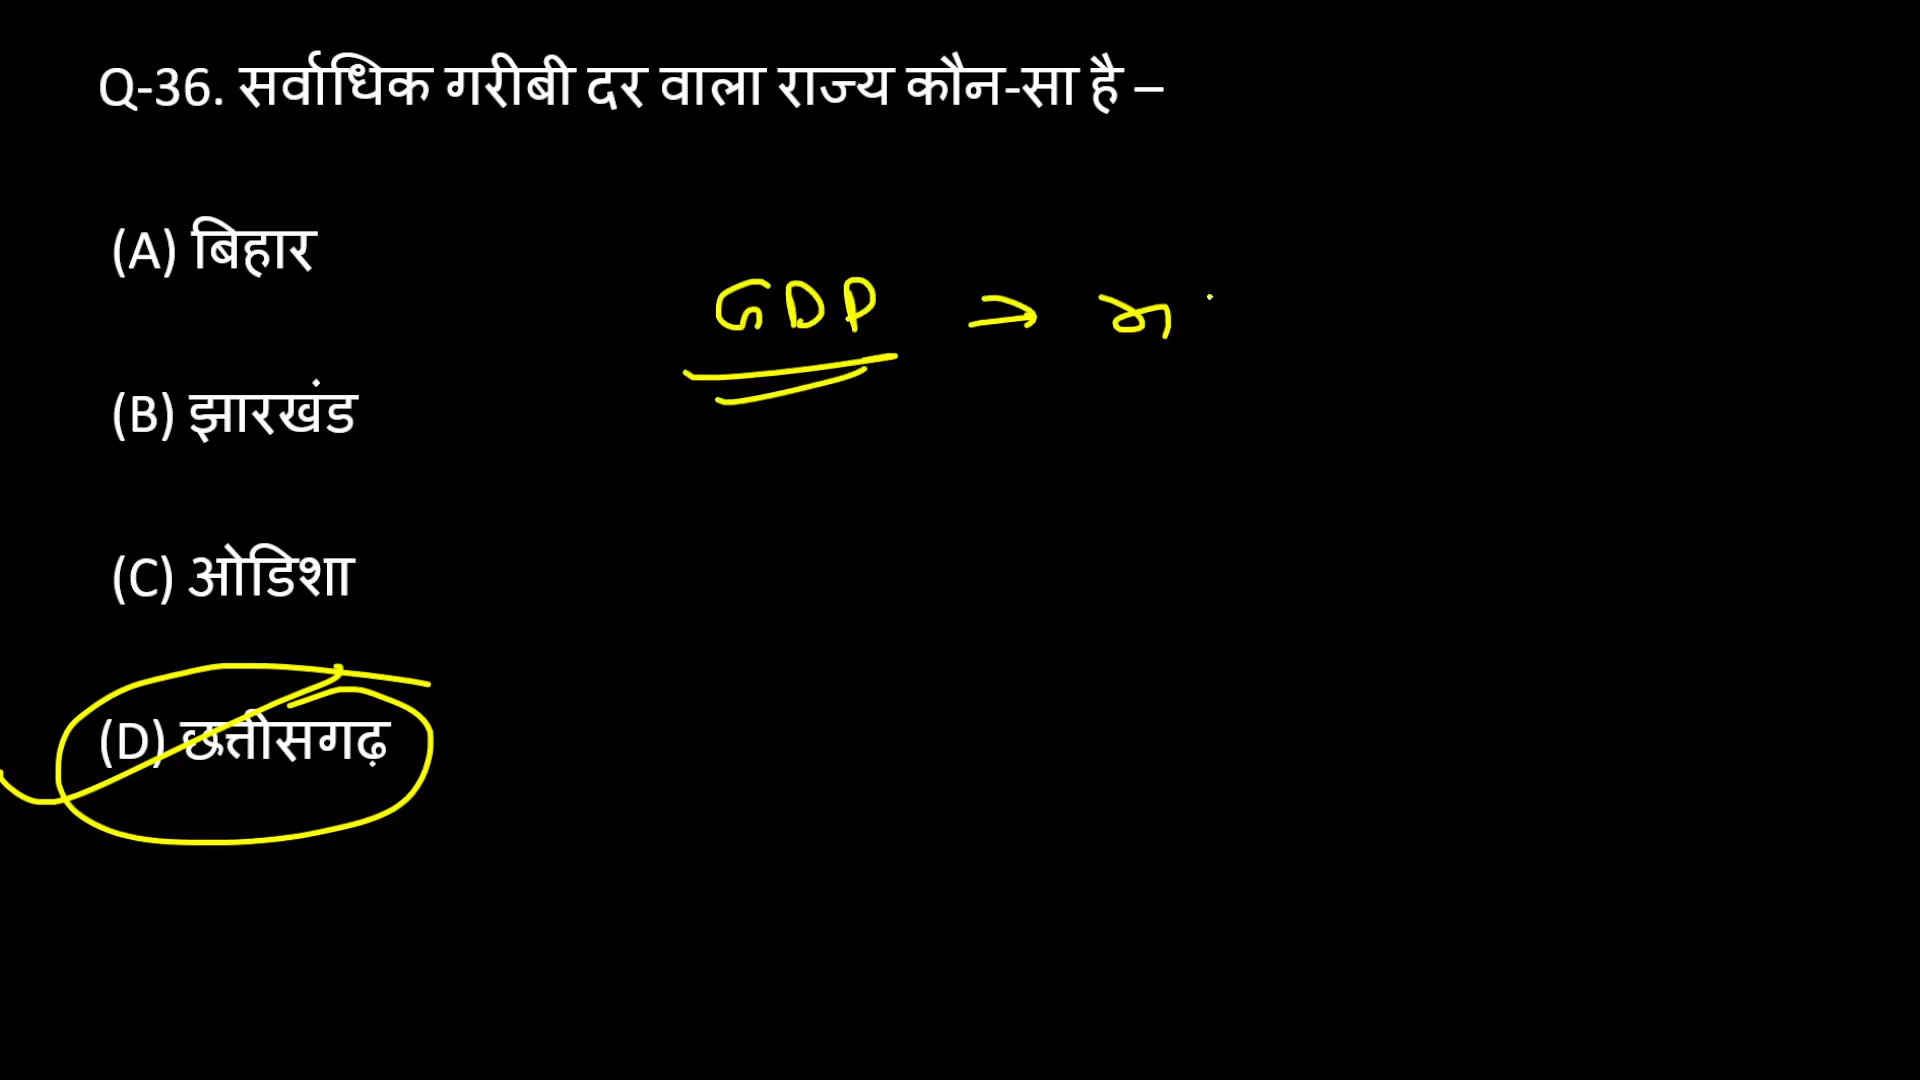 Q-36. सर्वाधिक गरीबी दर वाला राज्य कौन-सा है –
(A) बिहार
GDP → म
(B) झारखंड
(C) ओडिशा
(D) छत्तीसगढ़